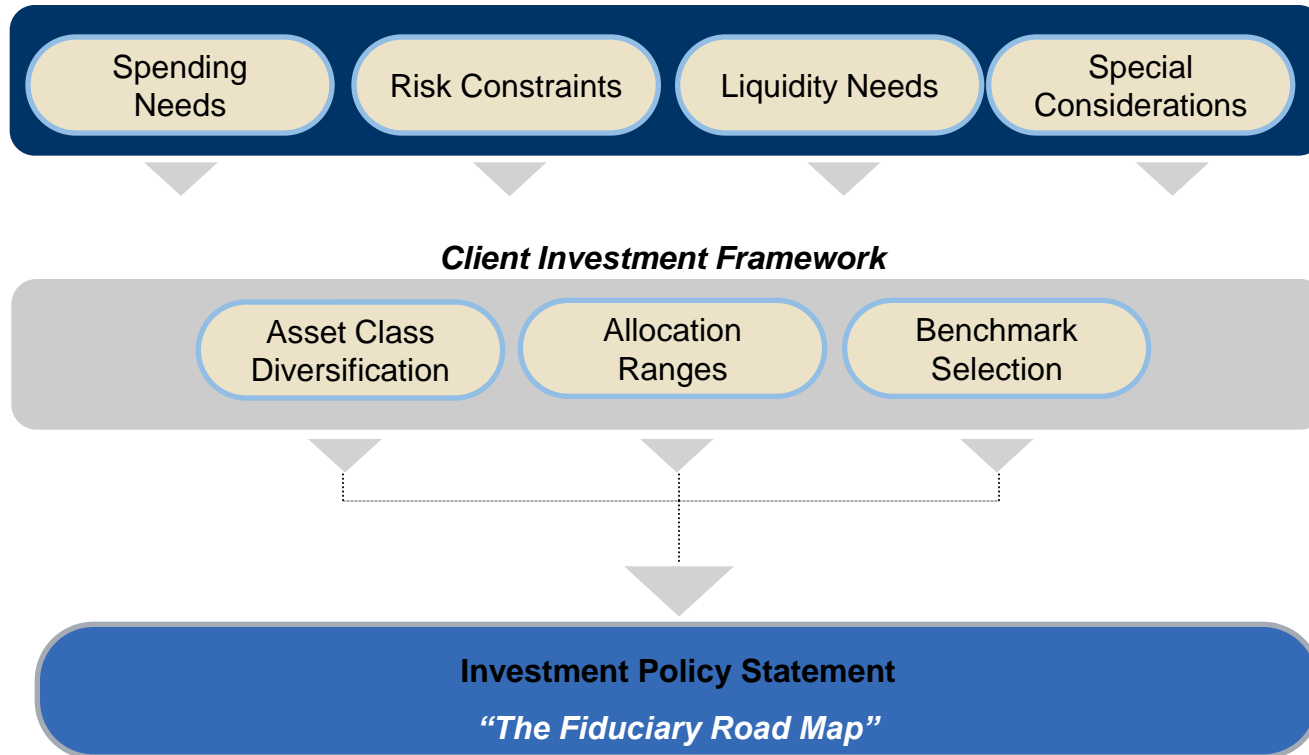 Spending
Needs
Risk Constraints
Liquidity Needs
Special
Considerations
Client Investment Framework
Asset Class
Diversification
Allocation
Ranges
Benchmark
Selection
Investment Policy Statement
“The Fiduciary Road Map”